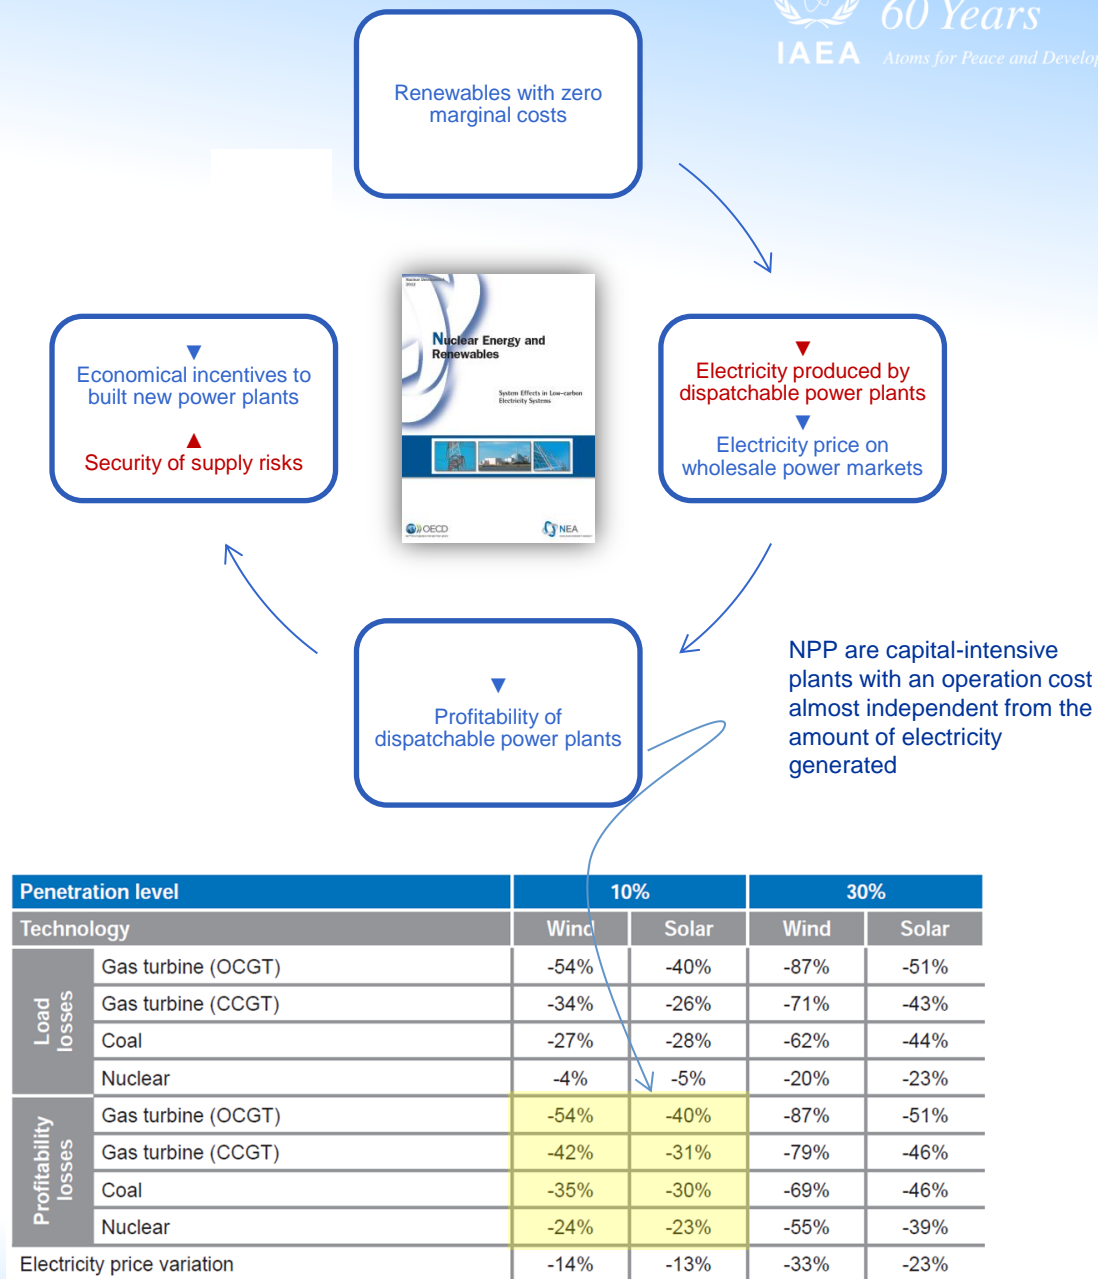 60 Years
IAEA
Atoms for Peace and Develop
Renewables with zero
marginal costs
▼
Economical incentives to
built new power plants
▲
Security of supply risks
Nuclear Energy and
Renewables
System Effects in Low-carbon
Electricity Systems
OECD
NEA
▼
Electricity produced by
dispatchable power plants
▼
Electricity price on
wholesale power markets
▼
Profitability of
dispatchable power plants
NPP are capital-intensive
plants with an operation cost
almost independent from the
amount of electricity
generated
Penetration level 10% 30%
Technology Wind Solar Wind Solar
Load losses
Gas turbine (OCGT) -54% -40% -87% -51%
Gas turbine (CCGT) -34% -26% -71% -43%
Coal -27% -28% -62% -44%
Nuclear -4% -5% -20% -23%
Profitability losses
Gas turbine (OCGT) -54% -40% -87% -51%
Gas turbine (CCGT) -42% -31% -79% -46%
Coal -35% -30% -69% -46%
Nuclear -24% -23% -55% -39%
Electricity price variation -14% -13% -33% -23%